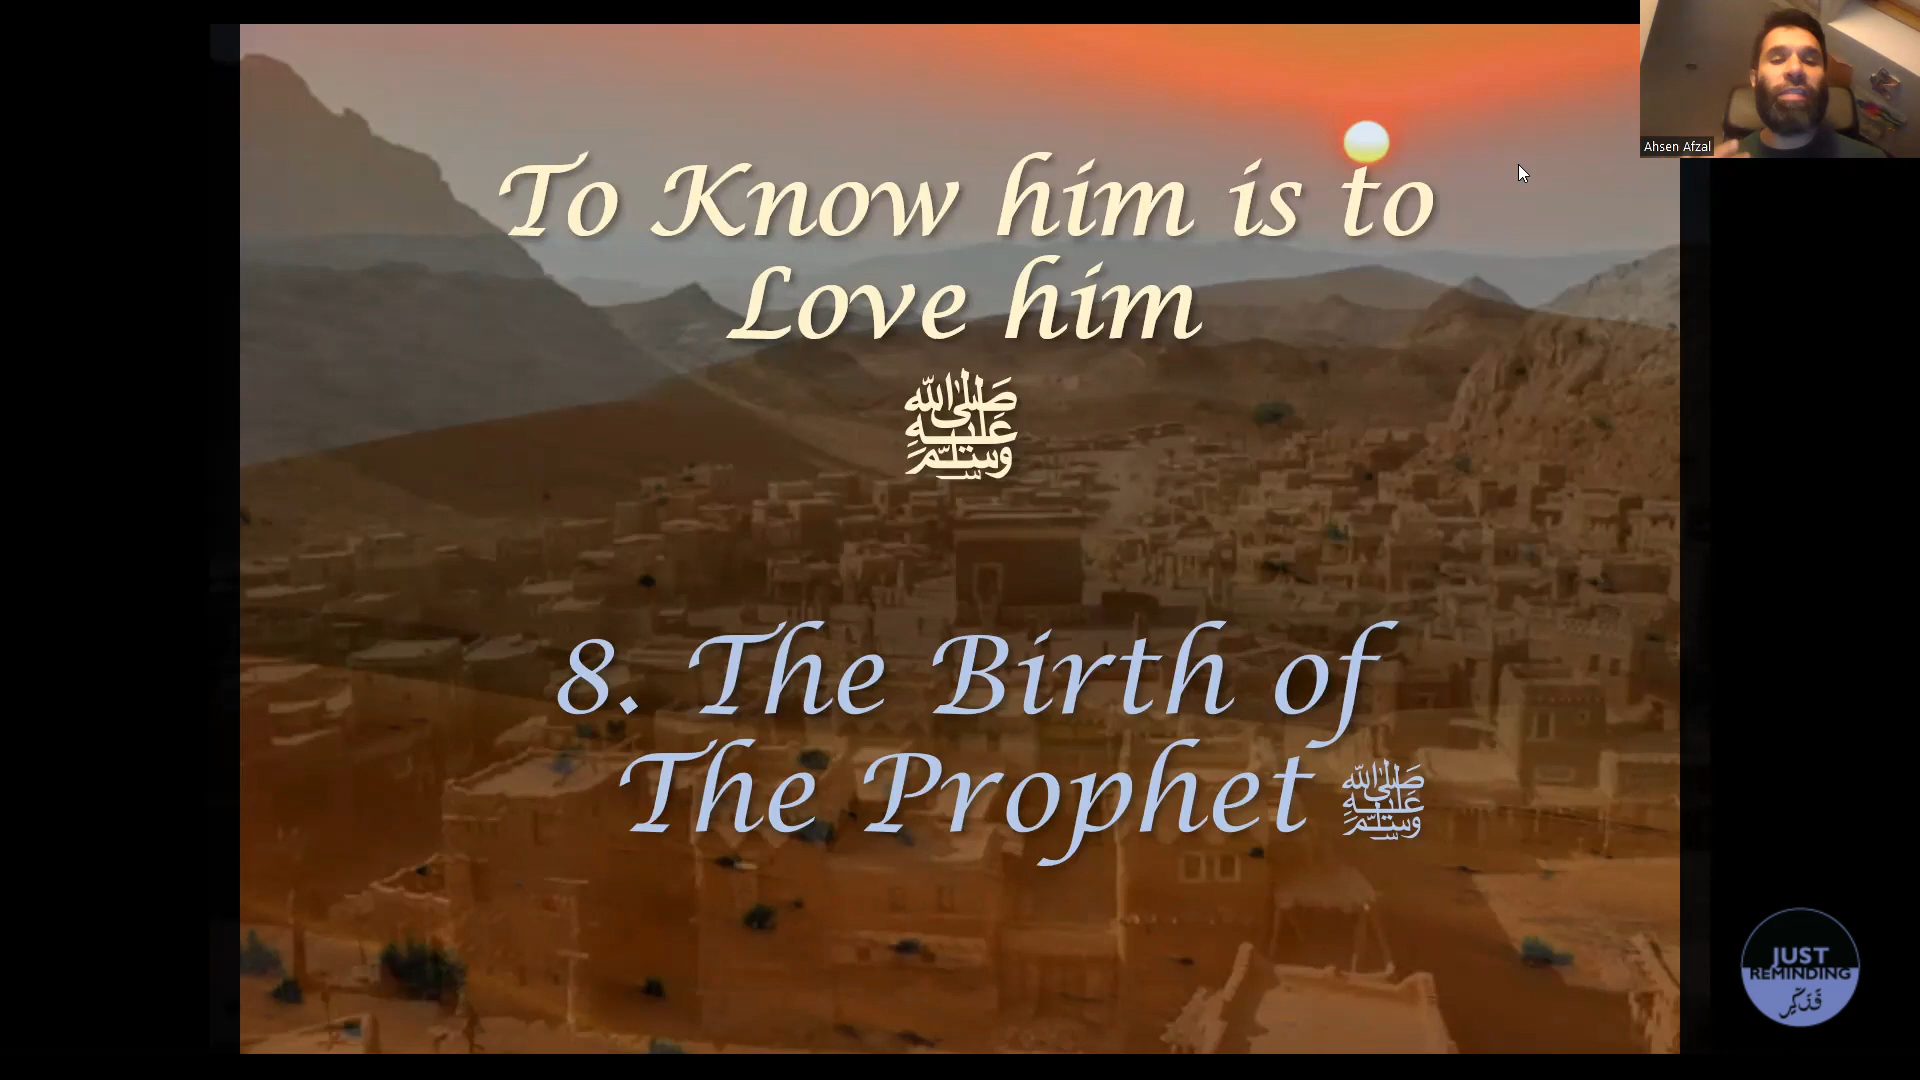 To Know him is to
Love him
ﷺ
8. The Birth of
The Prophet ﷺ
Ahsen Afzal
JUST
REMINDING
فَذَكِّرْ